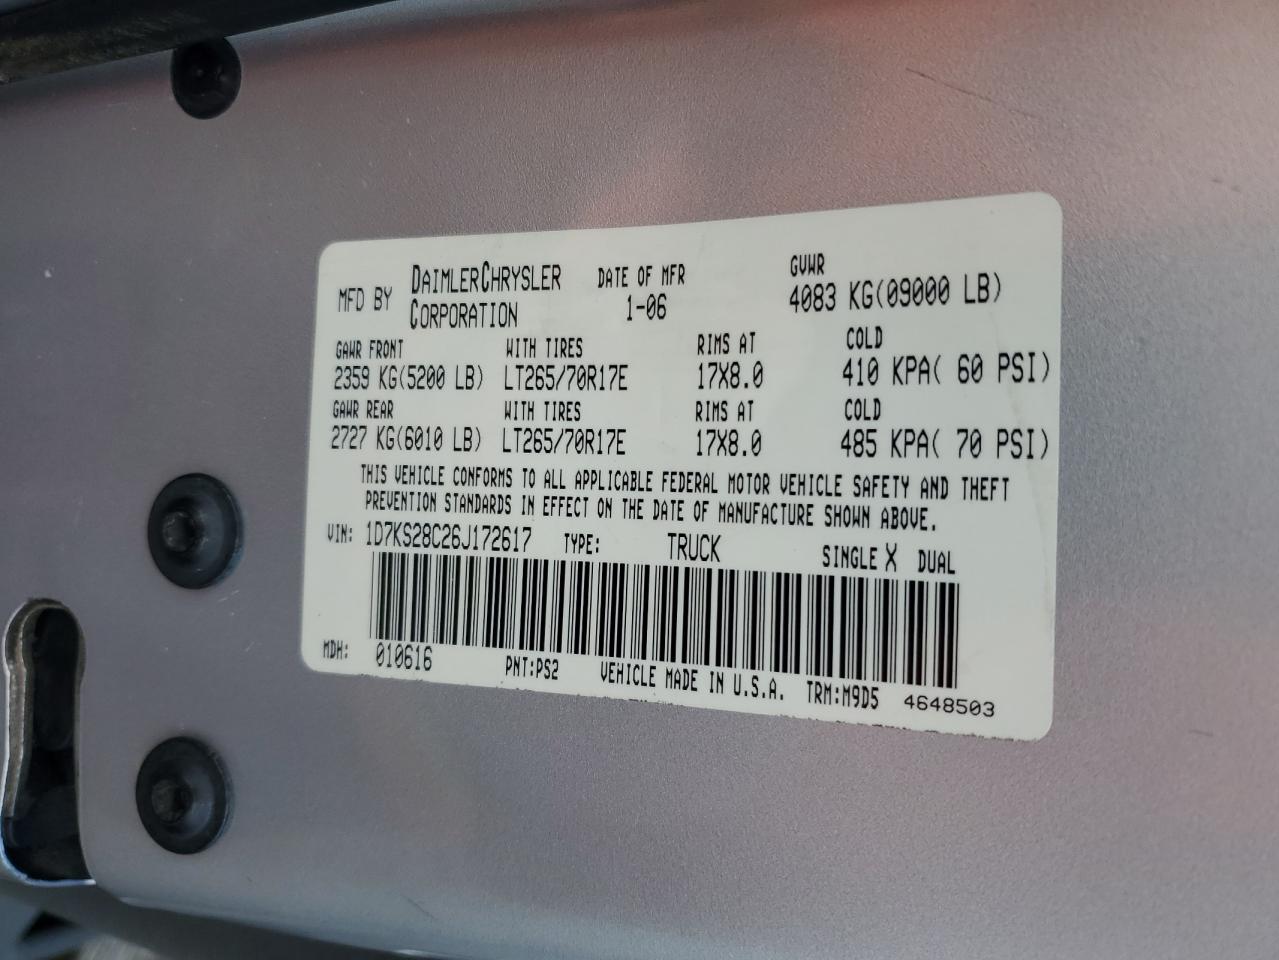 MFD BY DAIMLERCHRYSLER CORPORATION DATE OF MFR 1-06 GVWR 4083 KG(09000 LB)
GAWR FRONT WITH TIRES RIMS AT COLD
2359 KG(5200 LB) LT265/70R17E 17X8.0 410 KPA( 60 PSI)
GAWR REAR WITH TIRES RIMS AT COLD
2727 KG(6010 LB) LT265/70R17E 17X8.0 485 KPA( 70 PSI)
THIS VEHICLE CONFORMS TO ALL APPLICABLE FEDERAL MOTOR VEHICLE SAFETY AND THEFT
PREVENTION STANDARDS IN EFFECT ON THE DATE OF MANUFACTURE SHOWN ABOVE.
VIN: 1D7KS28C26J172617 TYPE: TRUCK SINGLE X DUAL
MDH: 010616 PNT:PS2 VEHICLE MADE IN U.S.A. TRM:M9D5 4648503